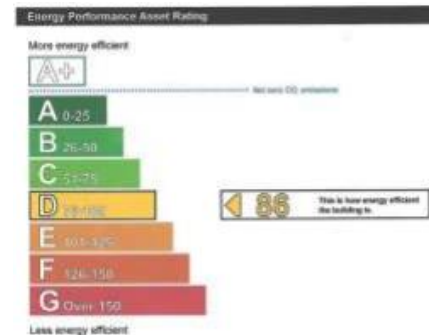 Energy Performance Asset Rating
More energy efficient
A+
Net zero CO₂ emissions
A 0-25
B 26-50
C 51-75
D 76-100
86 This is how energy efficient
the building is.
E 101-125
F 126-150
G Over 150
Less energy efficient